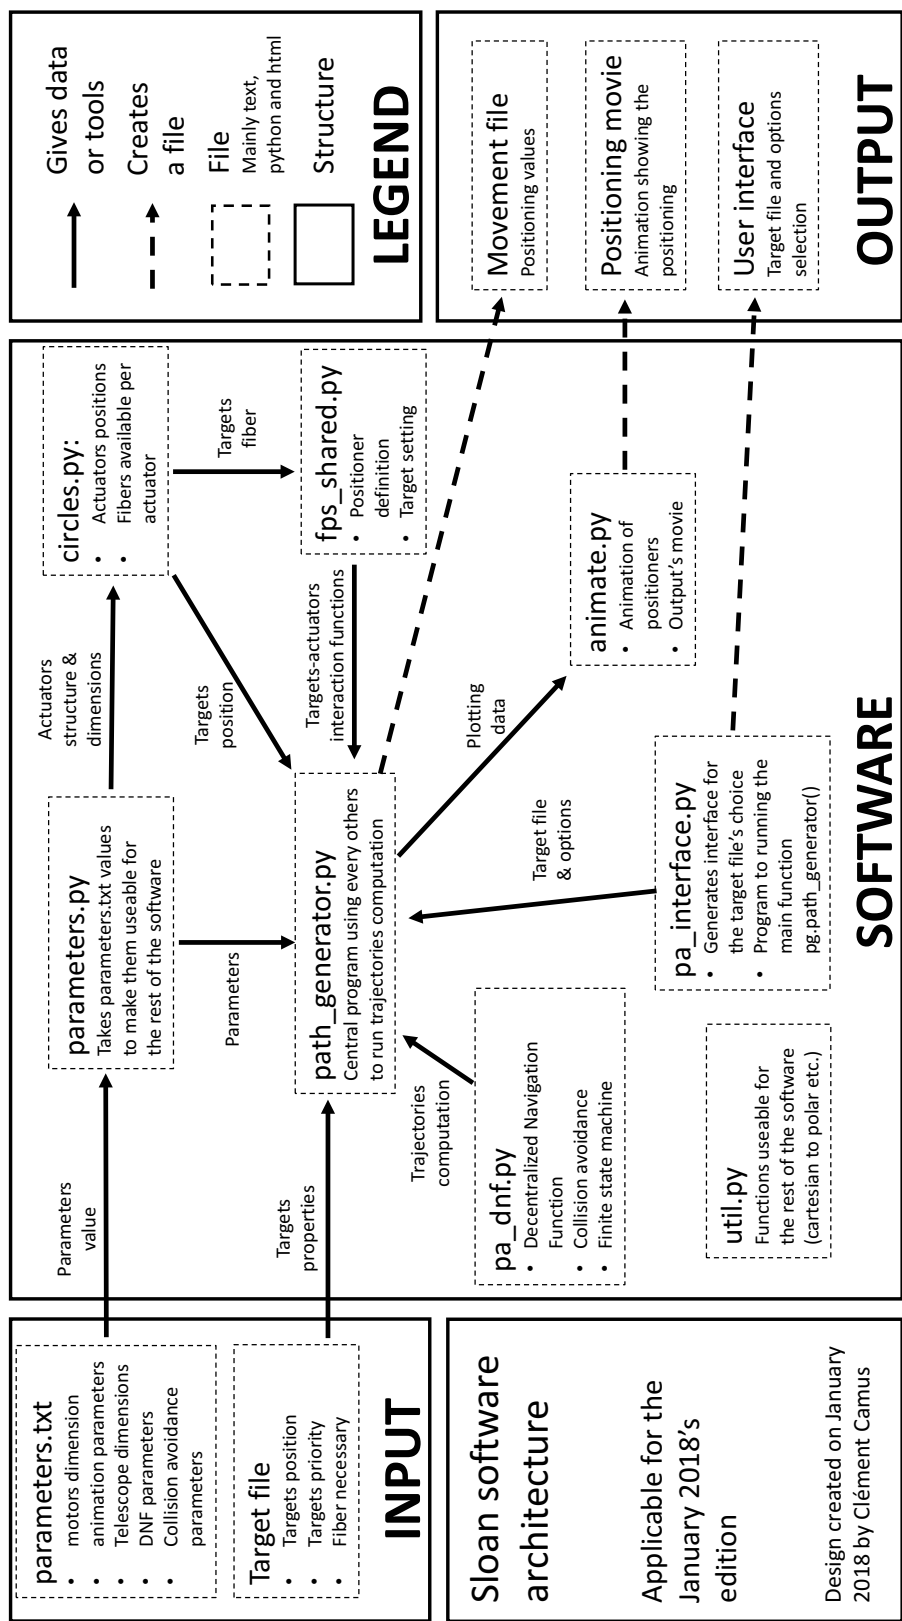 parameters.txt
• motors dimension
• animation parameters
• Telescope dimensions
• DNF parameters
• Collision avoidance
parameters
Target file
• Targets position
• Targets priority
• Fiber necessary
INPUT
Sloan software
architecture
Applicable for the
January 2018’s
edition
Design created on January
2018 by Clément Camus
Parameters
value
Targets
properties
parameters.py
Takes parameters.txt values
to make them useable for
the rest of the software
Actuators
structure &
dimensions
circles.py:
• Actuators positions
• Fibers available per
actuator
Parameters
Targets
position
Targets
fiber
path_generator.py
Central program using every others
to run trajectories computation
Targets-actuators
interaction functions
fps_shared.py
• Positioner
definition
• Target setting
Trajectories
computation
Target file
& options
Plotting
data
pa_dnf.py
• Decentralized Navigation
Function
• Collision avoidance
• Finite state machine
animate.py
• Animation of
positioners
• Output’s movie
util.py
Functions useable for
the rest of the software
(cartesian to polar etc.)
pa_interface.py
• Generates interface for
the target file’s choice
• Program to running the
main function
pg.path_generator()
SOFTWARE
Gives data
or tools
Creates
a file
File
Mainly text,
python and html
Structure
LEGEND
Movement file
Positioning values
Positioning movie
Animation showing the
positioning
User interface
Target file and options
selection
OUTPUT